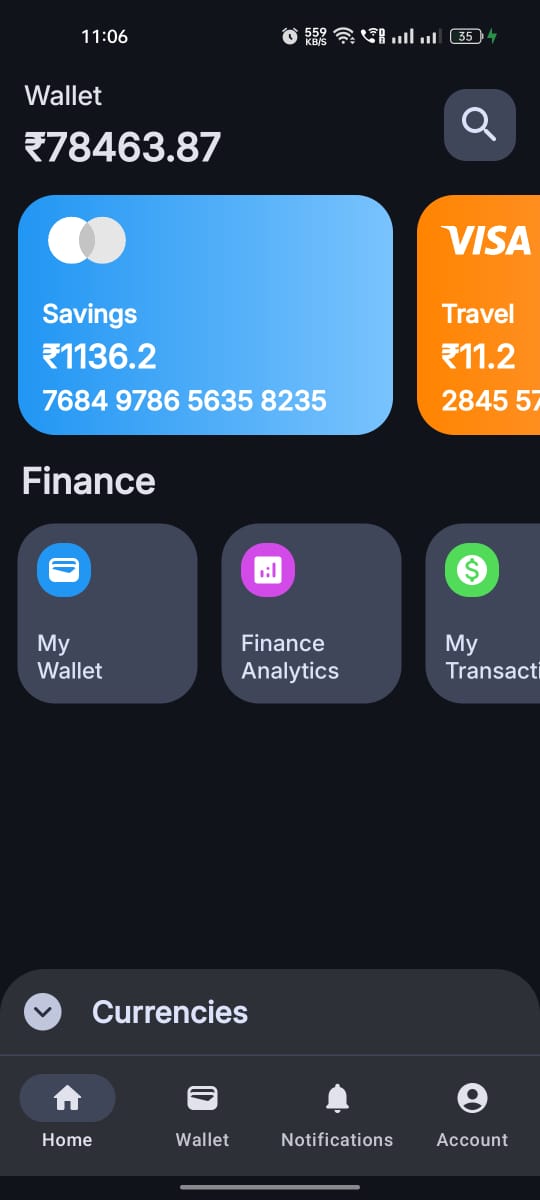 11:06 559 KB/S 35
Wallet
₹78463.87
VISA
Savings
₹1136.2
7684 9786 5635 8235
Travel
₹11.2
2845 57
Finance
My
Wallet
Finance
Analytics
My
Transacti
Currencies
Home Wallet Notifications Account